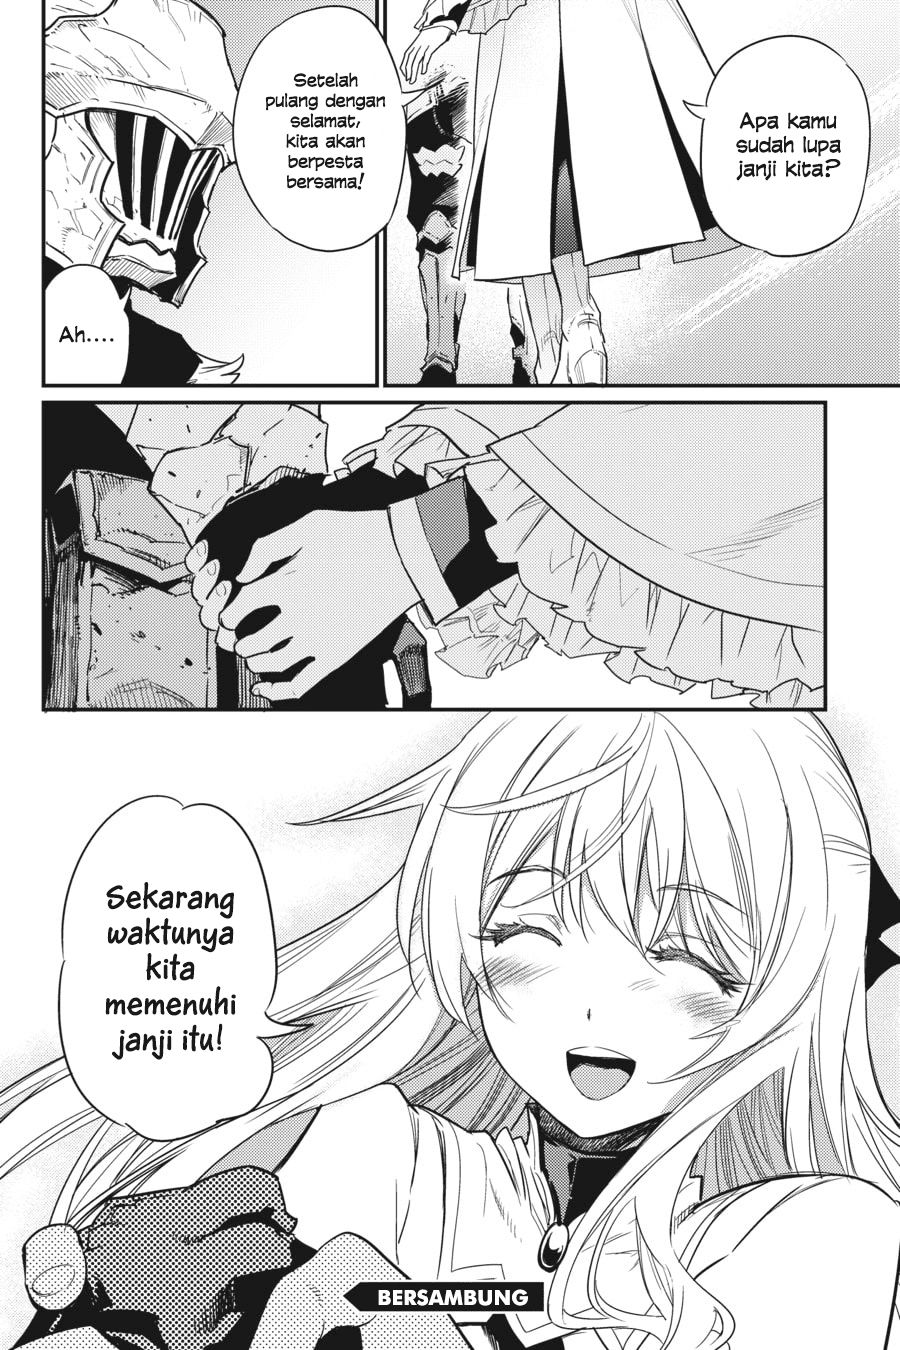 Apa kamu
sudah lupa
janji kita?
Setelah
pulang dengan
selamat,
kita akan
berpesta
bersama!
Ah....
Sekarang
waktunya
kita
memenuhi
janji itu!
BERSAMBUNG